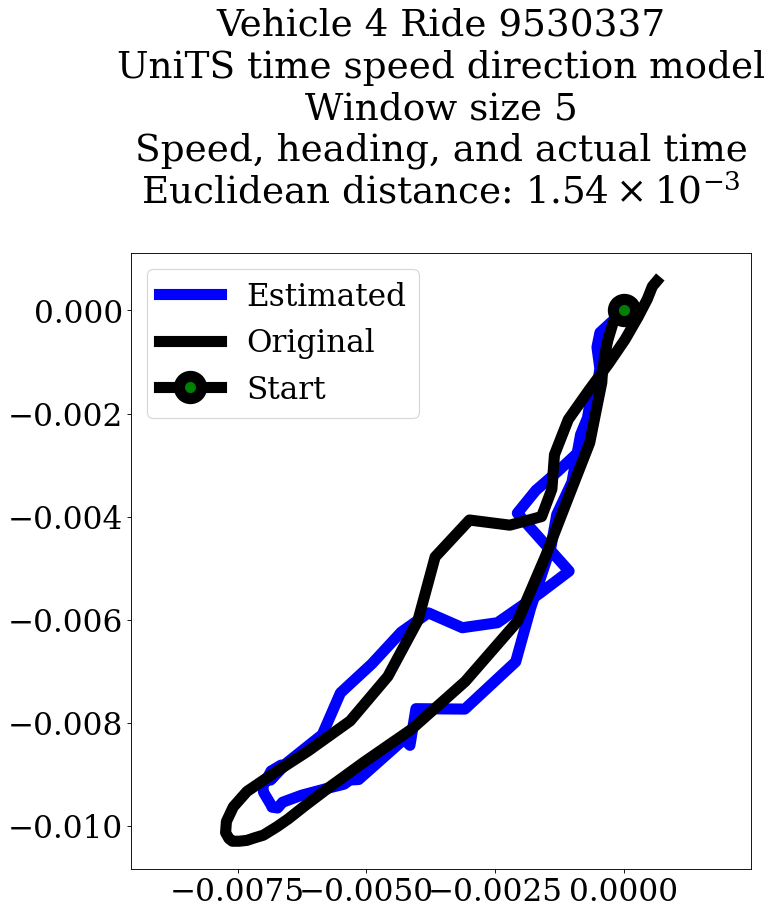 Vehicle 4 Ride 9530337
UniTS time speed direction model
Window size 5
Speed, heading, and actual time
Euclidean distance: 1.54 × 10⁻³
Estimated
Original
Start
0.000
−0.002
−0.004
−0.006
−0.008
−0.010
−0.0075 −0.0050 −0.0025 0.0000